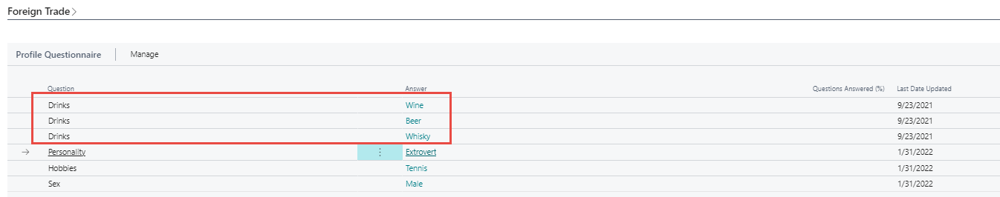 Foreign Trade
Profile Questionnaire Manage
Question Answer Questions Answered (%) Last Date Updated
Drinks Wine 9/23/2021
Drinks Beer 9/23/2021
Drinks Whisky 9/23/2021
Personality Extrovert 1/31/2022
Hobbies Tennis 1/31/2022
Sex Male 1/31/2022